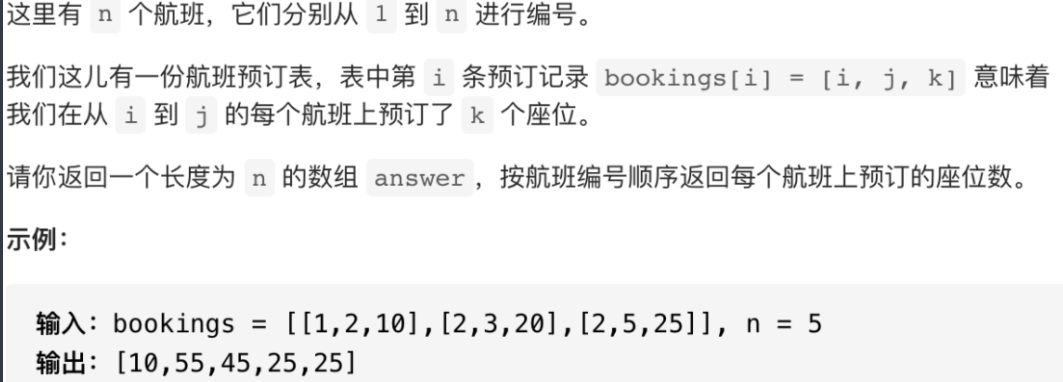 这里有 n 个航班，它们分别从 1 到 n 进行编号。
我们这儿有一份航班预订表，表中第 i 条预订记录 bookings[i] = [i, j, k] 意味着
我们在从 i 到 j 的每个航班上预订了 k 个座位。
请你返回一个长度为 n 的数组 answer，按航班编号顺序返回每个航班上预订的座位数。
示例：
输入：bookings = [[1,2,10],[2,3,20],[2,5,25]], n = 5
输出：[10,55,45,25,25]